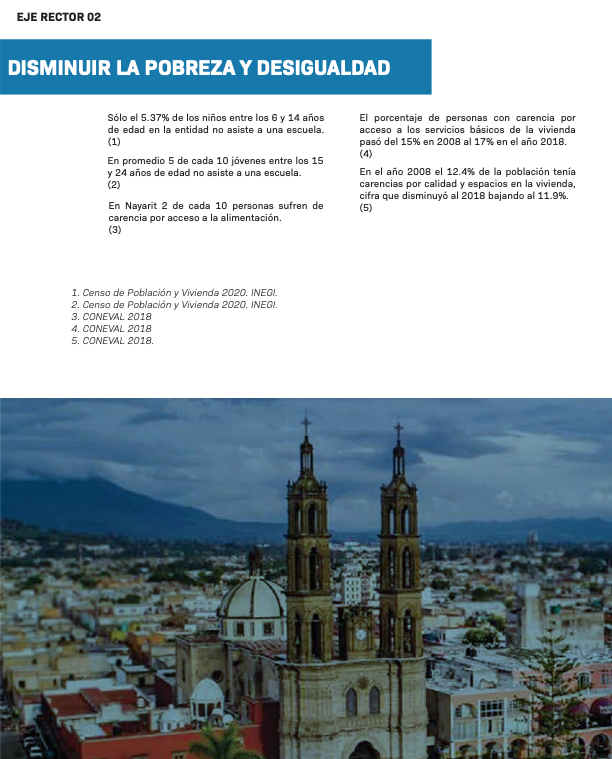 EJE RECTOR 02
DISMINUIR LA POBREZA Y DESIGUALDAD
Sólo el 5.37% de los niños entre los 6 y 14 años
de edad en la entidad no asiste a una escuela.
(1)
En promedio 5 de cada 10 jóvenes entre los 15
y 24 años de edad no asiste a una escuela.
(2)
En Nayarit 2 de cada 10 personas sufren de
carencia por acceso a la alimentación.
(3)
El porcentaje de personas con carencia por
acceso a los servicios básicos de la vivienda
pasó del 15% en 2008 al 17% en el año 2018.
(4)
En el año 2008 el 12.4% de la población tenía
carencias por calidad y espacios en la vivienda,
cifra que disminuyó al 2018 bajando al 11.9%.
(5)
1. Censo de Población y Vivienda 2020. INEGI.
2. Censo de Población y Vivienda 2020. INEGI.
3. CONEVAL 2018
4. CONEVAL 2018
5. CONEVAL 2018.